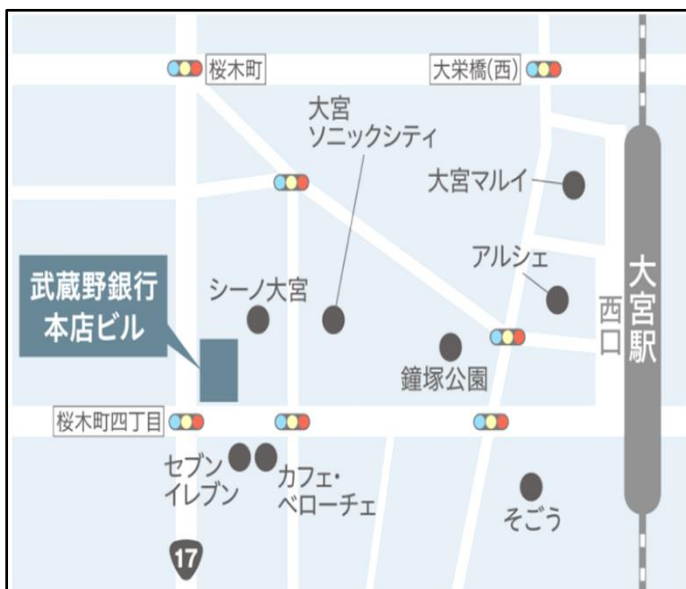 桜木町
大栄橋(西)
大宮
ソニックシティ
大宮マルイ
アルシェ
大宮駅
西口
武蔵野銀行
本店ビル
シーノ大宮
鐘塚公園
桜木町四丁目
セブン
イレブン
カフェ・
ベローチェ
そごう
17